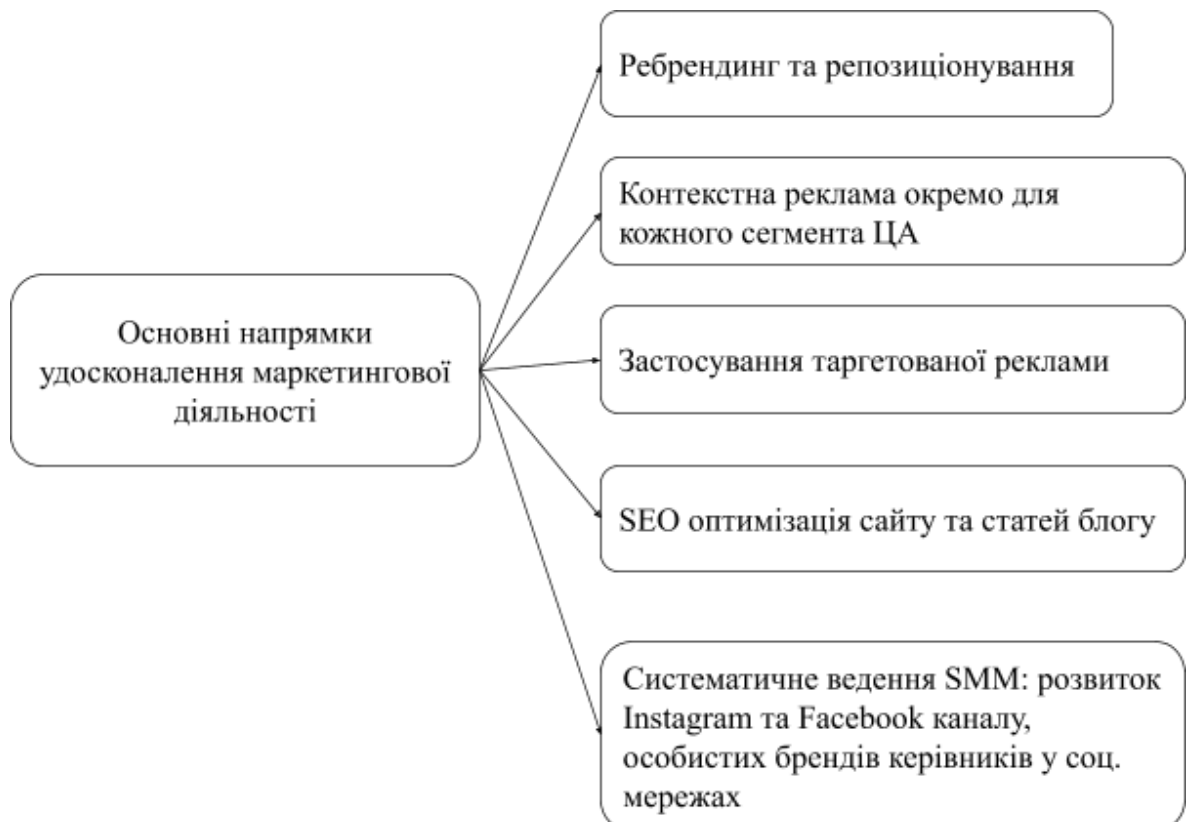 Ребрендинг та репозиціонування
Контекстна реклама окремо для
кожного сегмента ЦА
Основні напрямки
удосконалення маркетингової
діяльності
Застосування таргетованої реклами
SEO оптимізація сайту та статей блогу
Систематичне ведення SMM: розвиток
Instagram та Facebook каналу,
особистих брендів керівників у соц.
мережах